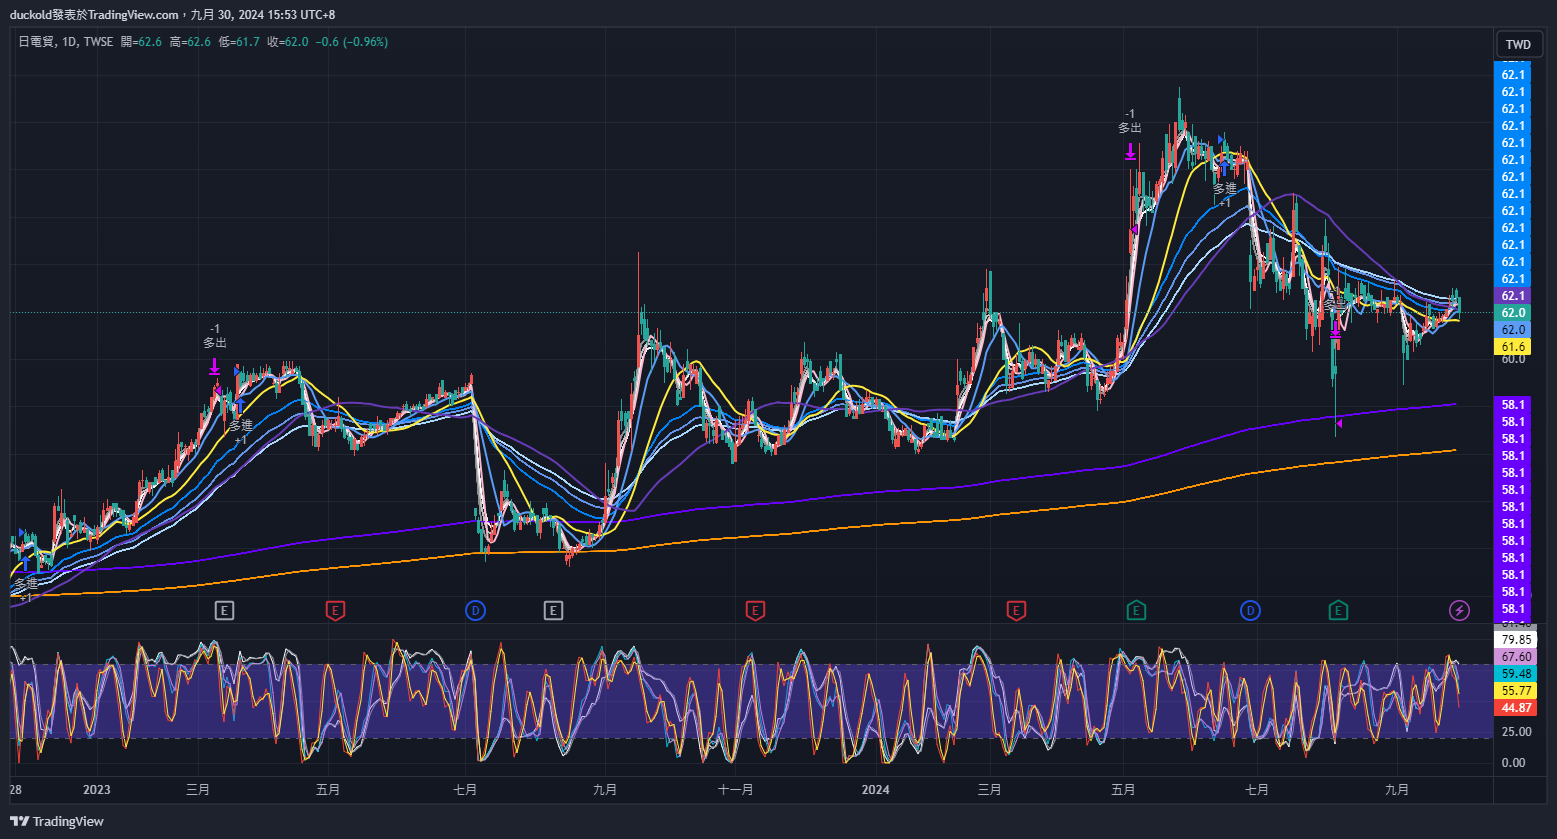 duckold發表於TradingView.com，九月 30, 2024 15:53 UTC+8
日電貿, 1D, TWSE 開=62.6 高=62.6 低=61.7 收=62.0 −0.6 (−0.96%)
TWD
62.1
62.1
62.1
62.1
62.1
62.1
62.1
62.1
62.1
62.1
62.1
62.1
62.1
62.1
62.0
62.0
61.6
60.0
58.1
58.1
58.1
58.1
58.1
58.1
58.1
58.1
58.1
58.1
58.1
58.1
58.1
-1
多出
多進
+1
-1
多出
多進
+1
多進
+1
E
E
D
E
E
E
E
D
E
79.85
67.60
59.48
55.77
44.87
25.00
0.00
28
2023
三月
五月
七月
九月
十一月
2024
三月
五月
七月
九月
TradingView